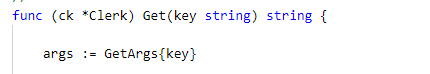 func (ck *Clerk) Get(key string) string {
args := GetArgs{key}